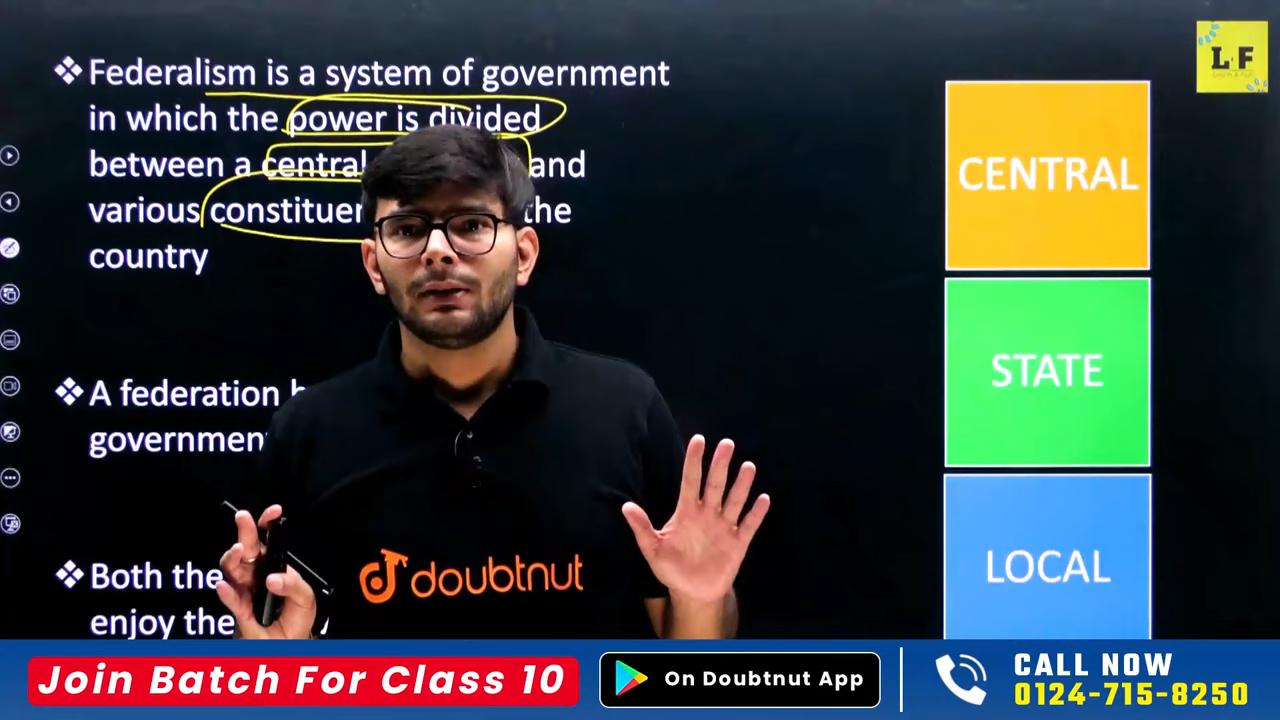 ❖ Federalism is a system of government
in which the power is divided
between a central and
various the
country
❖ A federation
government
❖ Both the
enjoy the
L F
CENTRAL
STATE
LOCAL
doubtnut
Join Batch For Class 10
On Doubtnut App
CALL NOW
0124-715-8250